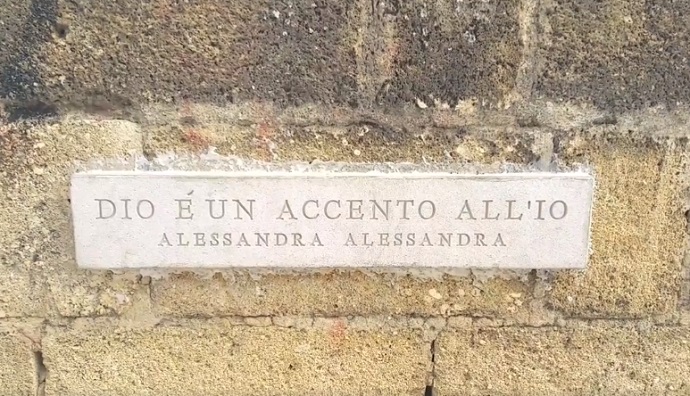 DIO É UN ACCENTO ALL'IO
ALESSANDRA ALESSANDRA